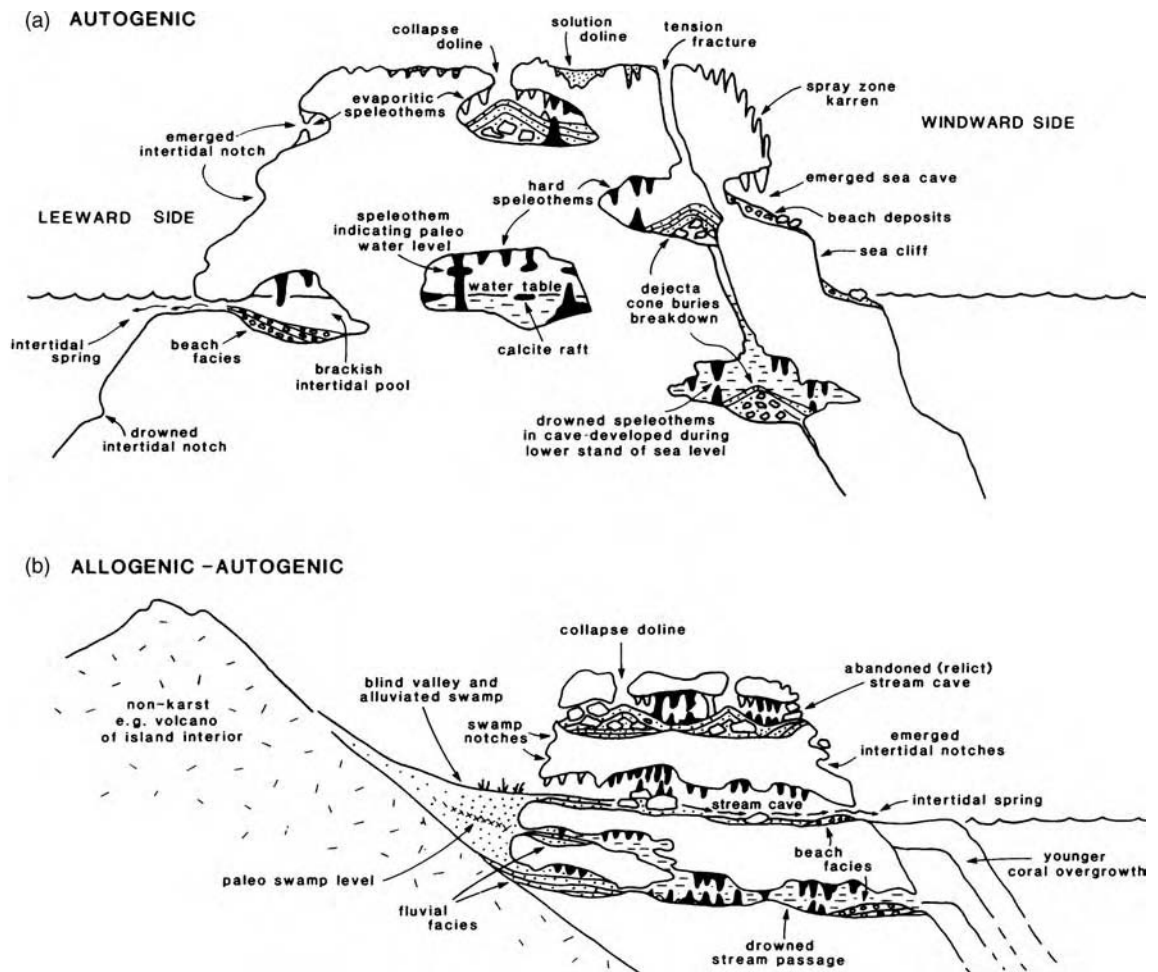 (a) AUTOGENIC
collapse
doline
solution
doline
tension
fracture
spray zone
karren
WINDWARD SIDE
evaporitic
speleothems
emerged
intertidal notch
LEEWARD SIDE
hard
speleothems
emerged sea cave
beach deposits
sea cliff
speleothem
indicating paleo
water level
water table
calcite raft
dejecta
cone buries
breakdown
intertidal
spring
beach
facies
brackish
intertidal pool
drowned
intertidal notch
drowned speleothems
in cave-developed during
lower stand of sea level
(b) ALLOGENIC – AUTOGENIC
collapse doline
abandoned (relict)
stream cave
blind valley and
alluviated swamp
non-karst
e.g. volcano
of island interior
swamp
notches
emerged
intertidal notches
stream cave
intertidal spring
beach
facies
younger
coral overgrowth
paleo swamp level
fluvial
facies
drowned
stream passage